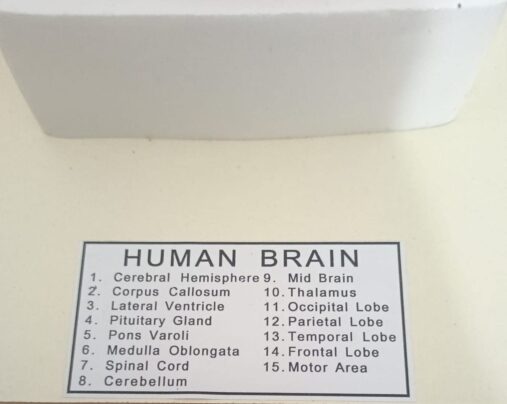 HUMAN BRAIN
1. Cerebral Hemisphere
2. Corpus Callosum
3. Lateral Ventricle
4. Pituitary Gland
5. Pons Varoli
6. Medulla Oblongata
7. Spinal Cord
8. Cerebellum
9. Mid Brain
10. Thalamus
11. Occipital Lobe
12. Parietal Lobe
13. Temporal Lobe
14. Frontal Lobe
15. Motor Area